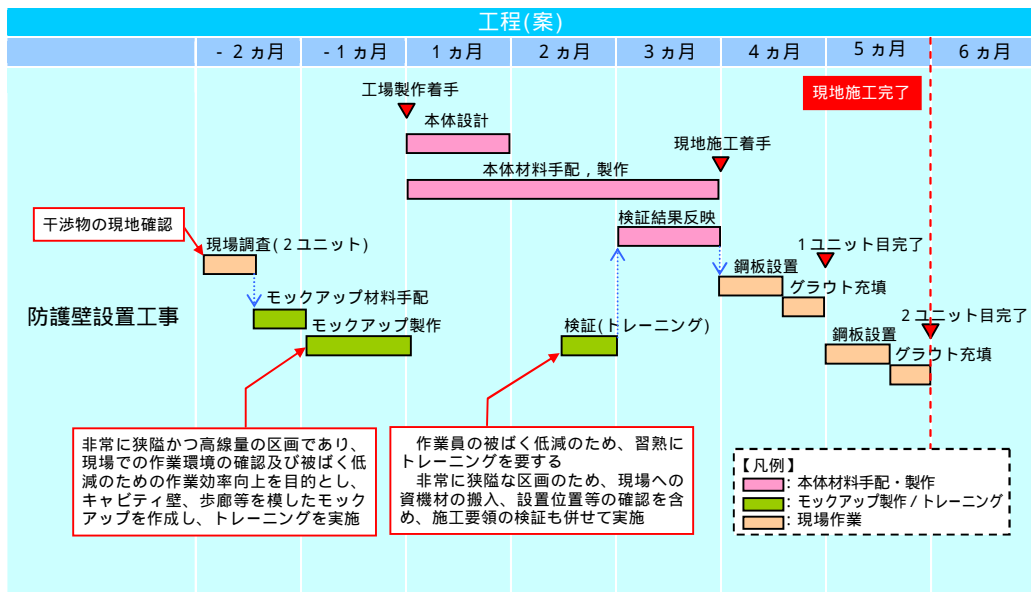 工程(案)
- 2 ヵ月
- 1 ヵ月
1 ヵ月
2 ヵ月
3 ヵ月
4 ヵ月
5 ヵ月
6 ヵ月
工場製作着手
現地施工完了
本体設計
現地施工着手
本体材料手配，製作
干渉物の現地確認
検証結果反映
現場調査(２ユニット)
１ユニット目完了
鋼板設置
グラウト充填
モックアップ材料手配
防護壁設置工事
モックアップ製作
検証(トレーニング)
２ユニット目完了
鋼板設置
グラウト充填
非常に狭隘かつ高線量の区画であり、
現場での作業環境の確認及び被ばく低
減のための作業効率向上を目的とし、
キャビティ壁、歩廊等を模したモック
アップを作成し、トレーニングを実施
作業員の被ばく低減のため、習熟に
トレーニングを要する
非常に狭隘な区画のため、現場への
資機材の搬入、設置位置等の確認を含
め、施工要領の検証も併せて実施
【凡例】
: 本体材料手配・製作
: モックアップ製作 / トレーニング
: 現場作業